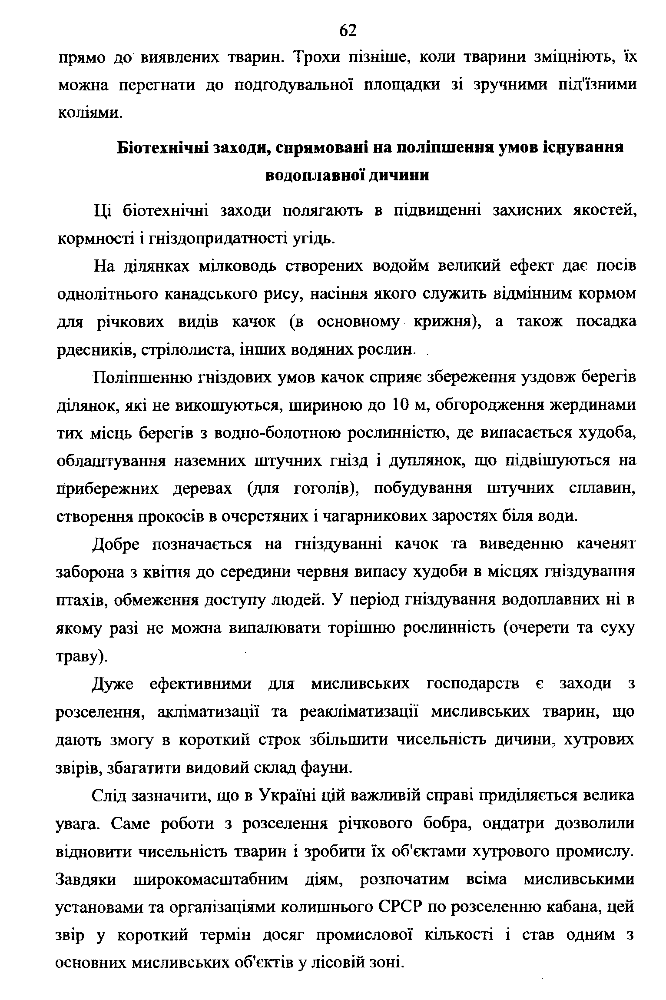 62
прямо до виявлених тварин. Трохи пізніше, коли тварини зміцніють, їх
можна перегнати до подгодувальної площадки зі зручними під'їзними
коліями.
Біотехнічні заходи, спрямовані на поліпшення умов існування
водоплавної дичини
Ці біотехнічні заходи полягають в підвищенні захисних якостей,
кормності і гніздопридатності угідь.
На ділянках мілководь створених водойм великий ефект дає посів
однолітнього канадського рису, насіння якого служить відмінним кормом
для річкових видів качок (в основному крижня), а також посадка
рдесників, стрілолиста, інших водяних рослин.
Поліпшенню гніздових умов качок сприяє збереження уздовж берегів
ділянок, які не викошуються, шириною до 10 м, обгородження жердинами
тих місць берегів з водно-болотною рослинністю, де випасається худоба,
облаштування наземних штучних гнізд і дуплянок, що підвішуються на
прибережних деревах (для гоголів), побудування штучних сплавин,
створення прокосів в очеретяних і чагарникових заростях біля води.
Добре позначається на гніздуванні качок та виведенню каченят
заборона з квітня до середини червня випасу худоби в місцях гніздування
птахів, обмеження доступу людей. У період гніздування водоплавних ні в
якому разі не можна випалювати торішню рослинність (очерети та суху
траву).
Дуже ефективними для мисливських господарств є заходи з
розселення, акліматизації та реакліматизації мисливських тварин, що
дають змогу в короткий строк збільшити чисельність дичини, хутрових
звірів, збагатити видовий склад фауни.
Слід зазначити, що в Україні цій важливій справі приділяється велика
увага. Саме роботи з розселення річкового бобра, ондатри дозволили
відновити чисельність тварин і зробити їх об'єктами хутрового промислу.
Завдяки широкомасштабним діям, розпочатим всіма мисливськими
установами та організаціями колишнього СРСР по розселенню кабана, цей
звір у короткий термін досяг промислової кількості і став одним з
основних мисливських об'єктів у лісовій зоні.